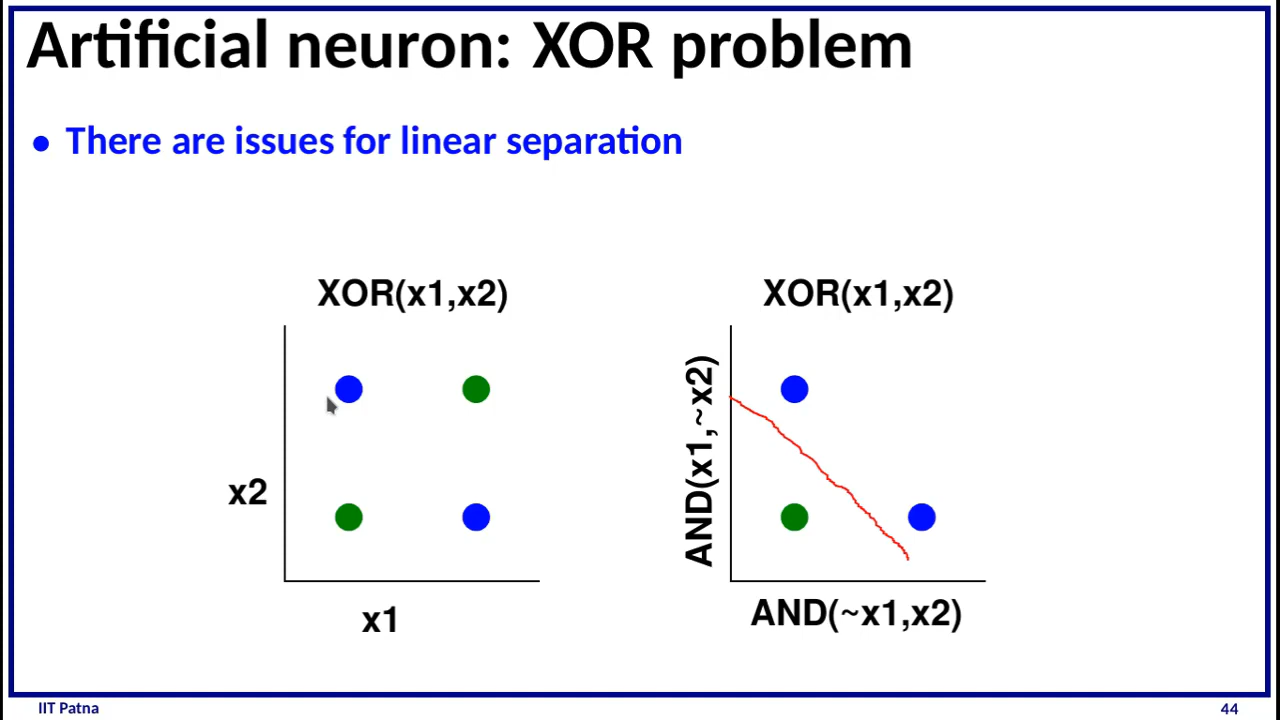 Artificial neuron: XOR problem
● There are issues for linear separation
XOR(x1,x2)
x2
x1
XOR(x1,x2)
AND(x1,~x2)
AND(~x1,x2)
IIT Patna
44